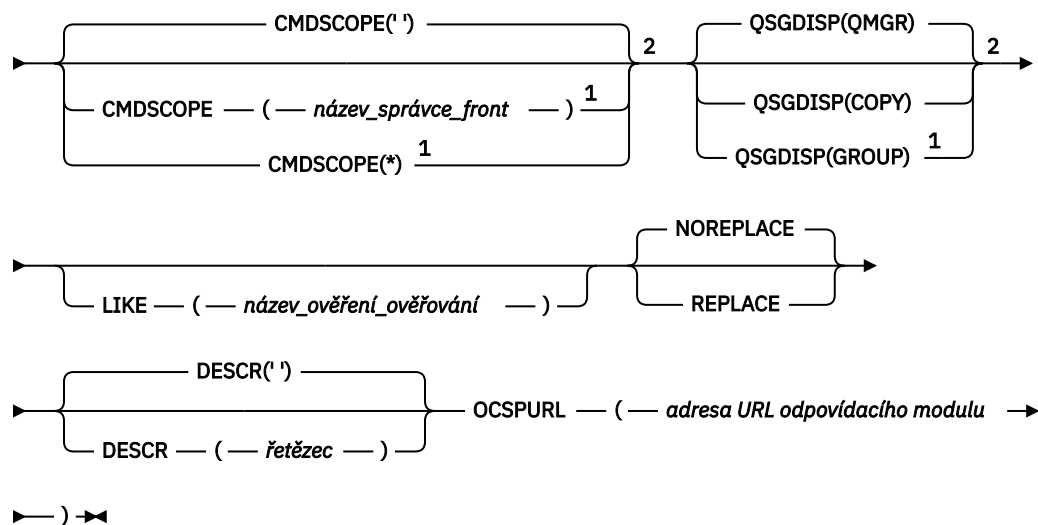 CMDSCOPE(' ') QSGDISP(QMGR)
2 2
CMDSCOPE ( název_správce_front ) 1 QSGDISP(COPY)
CMDSCOPE(*) 1 QSGDISP(GROUP) 1
NOREPLACE
LIKE ( název_ověření_ověřování ) REPLACE
DESCR(' ')
OCSPURL ( adresa URL odpovídacího modulu
DESCR ( řetězec )
)